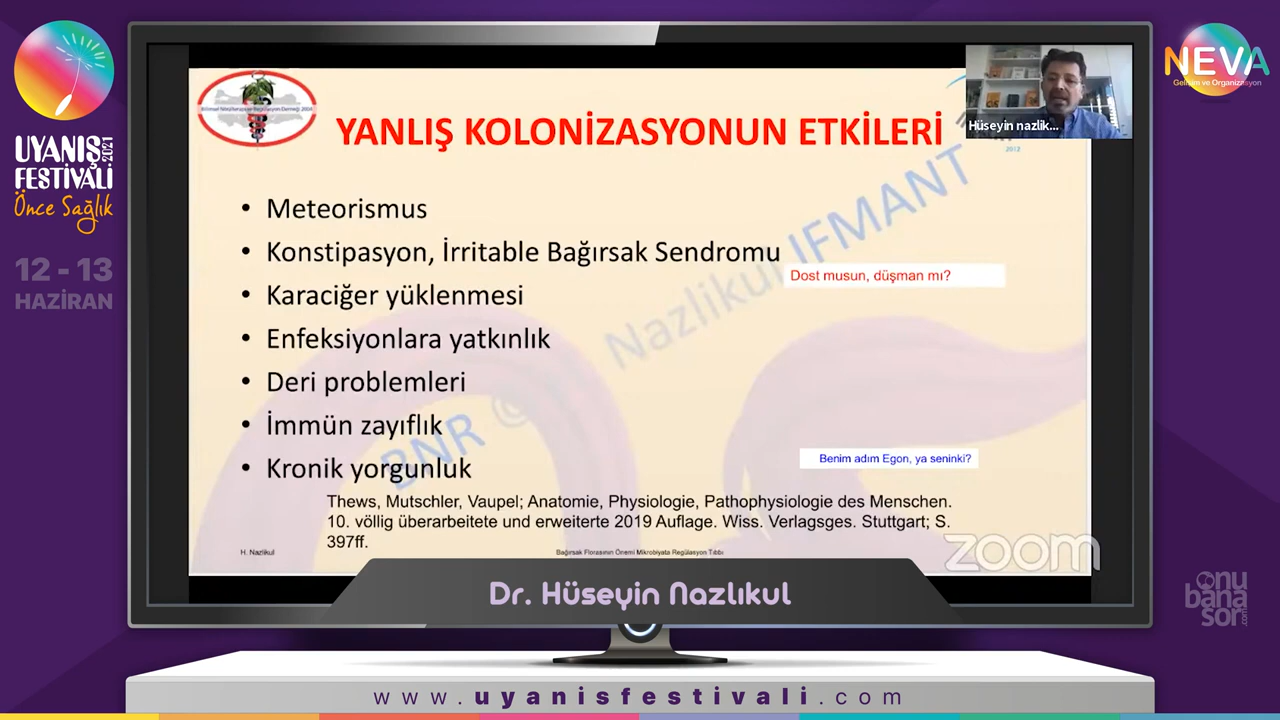 UYANIŞ
2021
FESTİVALİ
Önce Sağlık
12 - 13
HAZİRAN
YANLIŞ KOLONİZASYONUN ETKİLERİ
• Meteorismus
• Konstipasyon, İrritable Bağırsak Sendromu
• Karaciğer yüklenmesi
• Enfeksiyonlara yatkınlık
• Deri problemleri
• İmmün zayıflık
• Kronik yorgunluk
Dost musun, düşman mı?
Benim adım Egon, ya seninki?
BNR © Nazlikul IFMANT
Thews, Mutschler, Vaupel; Anatomie, Physiologie, Pathophysiologie des Menschen.
10. völlig überarbeitete und erweiterte 2019 Auflage. Wiss. Verlagsges. Stuttgart; S.
397ff.
H. Nazlikul
Bağırsak Florasının Önemi Mikrobiyata Regülasyon Tıbbı
zoom
Hüseyin nazlik...
2012
NEVA
Gelişim ve Organizasyon
Dr. Hüseyin Nazlıkul
onu
bana
sor.com
www.uyanisfestivali.com